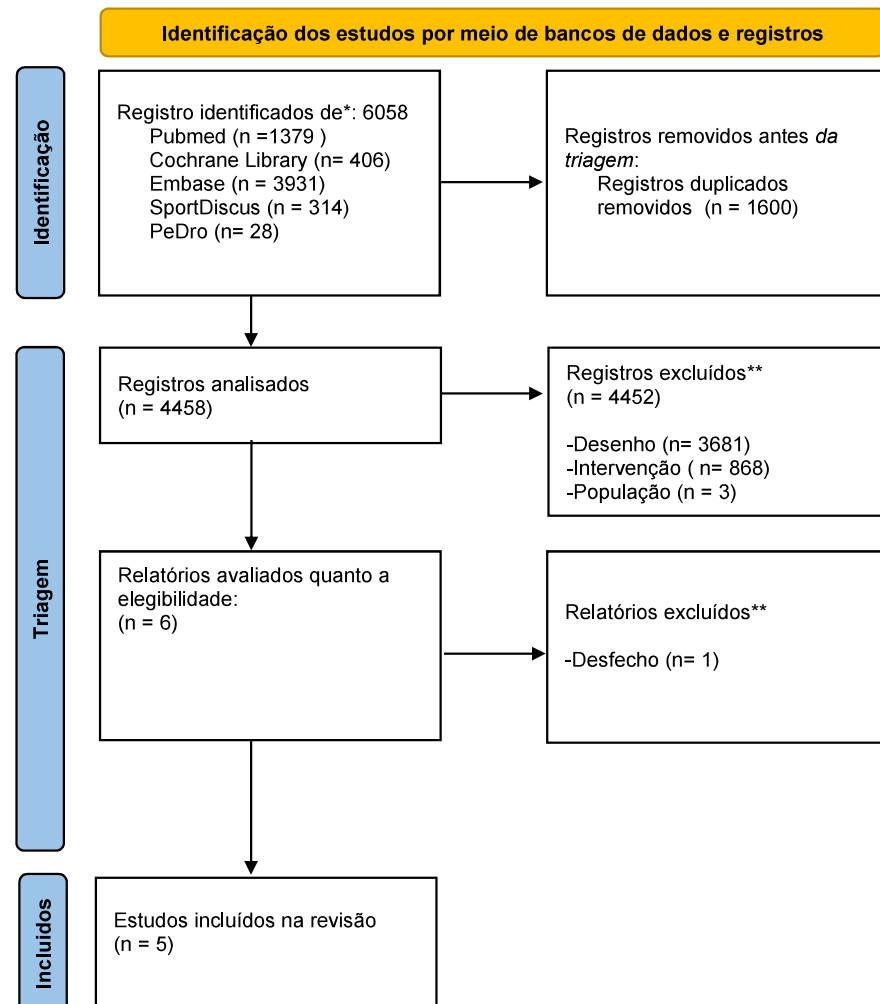 Identificação dos estudos por meio de bancos de dados e registros
Identificação
Registro identificados de*: 6058
Pubmed (n =1379 )
Cochrane Library (n= 406)
Embase (n = 3931)
SportDiscus (n = 314)
PeDro (n= 28)
Registros removidos antes da
triagem:
Registros duplicados
removidos (n = 1600)
Triagem
Registros analisados
(n = 4458)
Registros excluídos**
(n = 4452)
-Desenho (n= 3681)
-Intervenção ( n= 868)
-População (n = 3)
Relatórios avaliados quanto a
elegibilidade:
(n = 6)
Relatórios excluídos**
-Desfecho (n= 1)
Incluidos
Estudos incluídos na revisão
(n = 5)